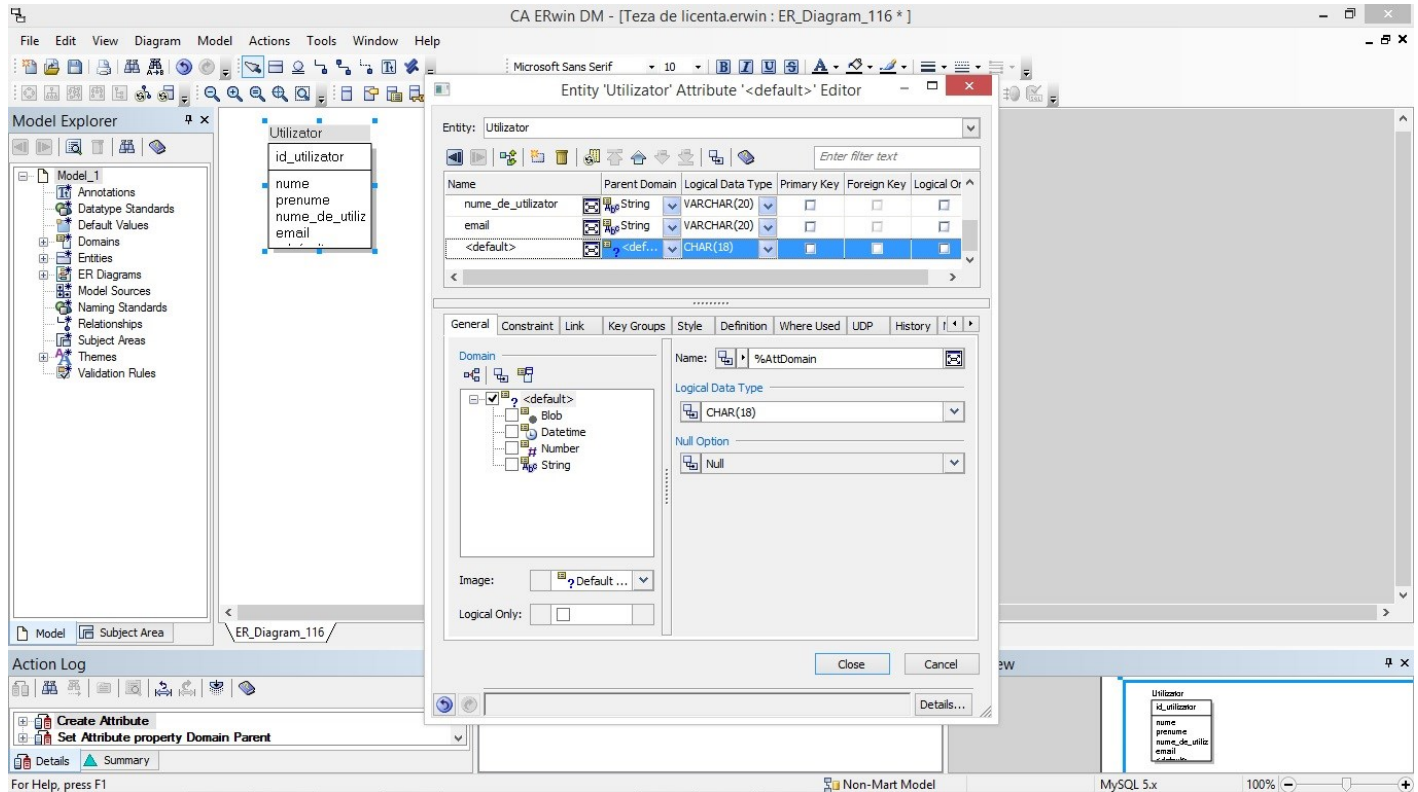 CA ERwin DM - [Teza de licenta.erwin : ER_Diagram_116 * ]
File Edit View Diagram Model Actions Tools Window Help
Microsoft Sans Serif 10 B I U S A
Model Explorer
Model_1
Annotations
Datatype Standards
Default Values
Domains
Entities
ER Diagrams
Model Sources
Naming Standards
Relationships
Subject Areas
Themes
Validation Rules
Model Subject Area
Utilizator
id_utilizator
nume
prenume
nume_de_utiliz
email
ER_Diagram_116
Entity 'Utilizator' Attribute '<default>' Editor
Entity: Utilizator
Enter filter text
Name Parent Domain Logical Data Type Primary Key Foreign Key Logical Or
nume_de_utilizator String VARCHAR(20)
email String VARCHAR(20)
<default> <def... CHAR(18)
General Constraint Link Key Groups Style Definition Where Used UDP History
Domain
<default>
Blob
Datetime
Number
String
Image: Default ...
Logical Only:
Name: %AttDomain
Logical Data Type
CHAR(18)
Null Option
Null
Close Cancel
Details...
Action Log
Create Attribute
Set Attribute property Domain Parent
Details Summary
ew
Utilizator
id_utilizator
nume
prenume
nume_de_utiliz
email
For Help, press F1 Non-Mart Model MySQL 5.x 100%